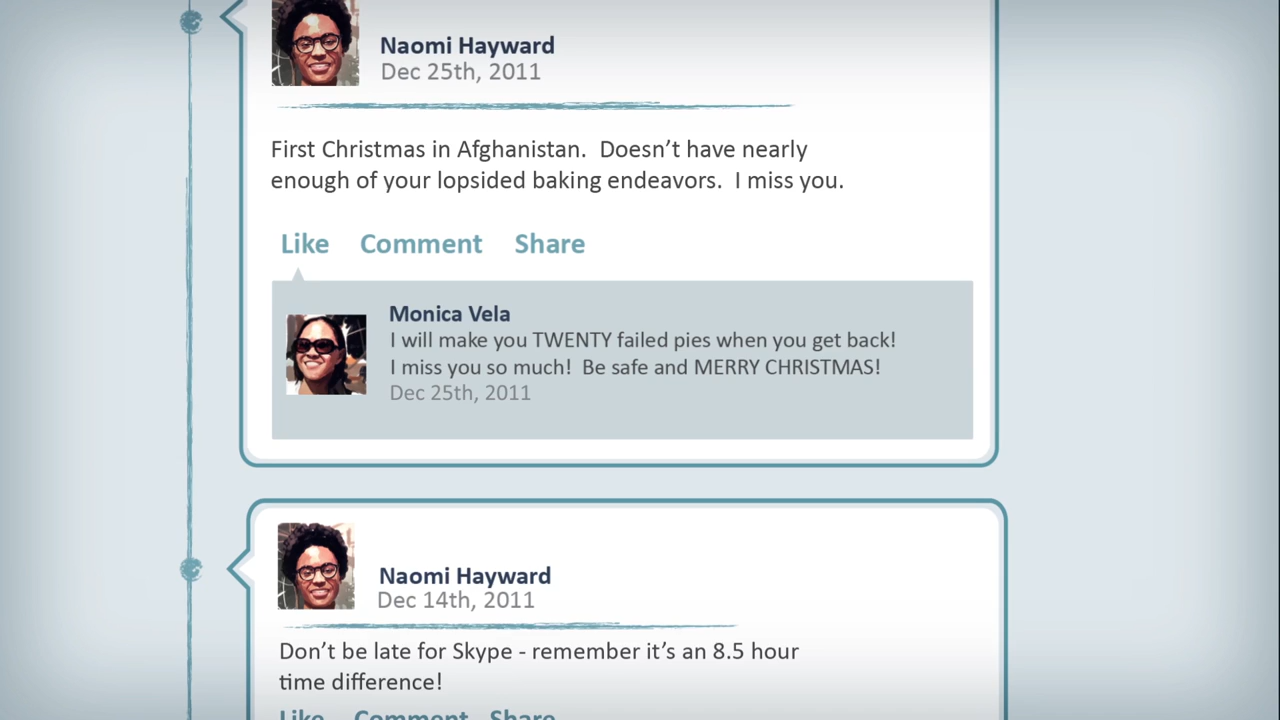 Naomi Hayward
Dec 25th, 2011
First Christmas in Afghanistan.  Doesn’t have nearly
enough of your lopsided baking endeavors.  I miss you.
Like Comment Share
Monica Vela
I will make you TWENTY failed pies when you get back!
I miss you so much!  Be safe and MERRY CHRISTMAS!
Dec 25th, 2011
Naomi Hayward
Dec 14th, 2011
Don’t be late for Skype - remember it’s an 8.5 hour
time difference!
Like Comment Share